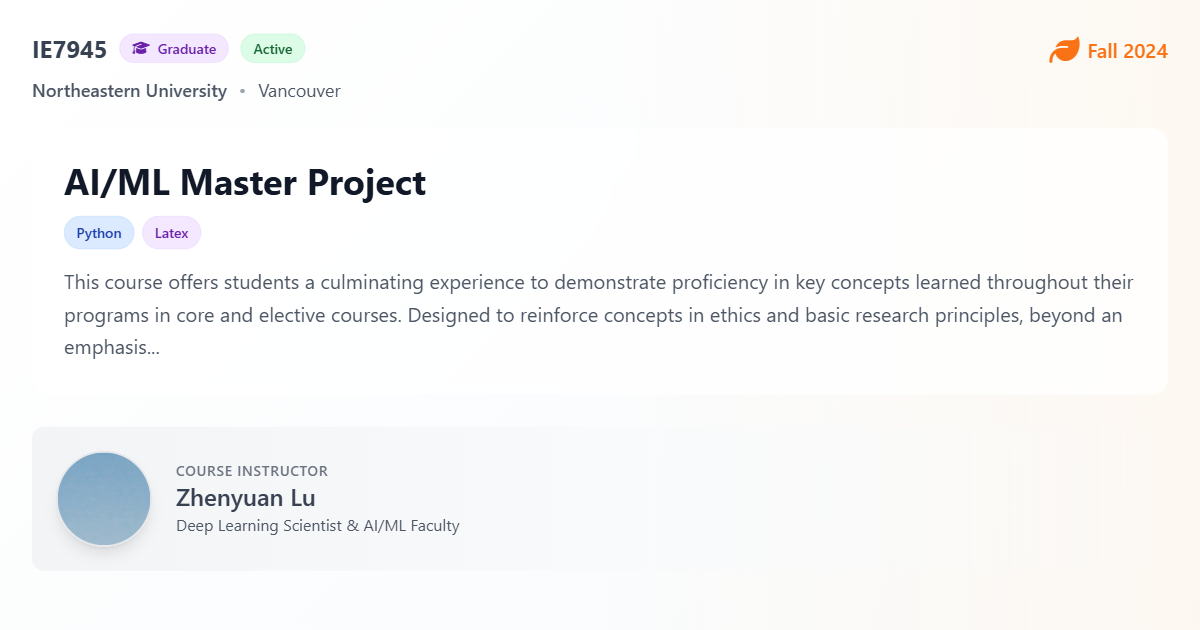 IE7945 Graduate Active Fall 2024
Northeastern University • Vancouver
AI/ML Master Project
Python Latex
This course offers students a culminating experience to demonstrate proficiency in key concepts learned throughout their
programs in core and elective courses. Designed to reinforce concepts in ethics and basic research principles, beyond an
emphasis...
COURSE INSTRUCTOR
Zhenyuan Lu
Deep Learning Scientist & AI/ML Faculty